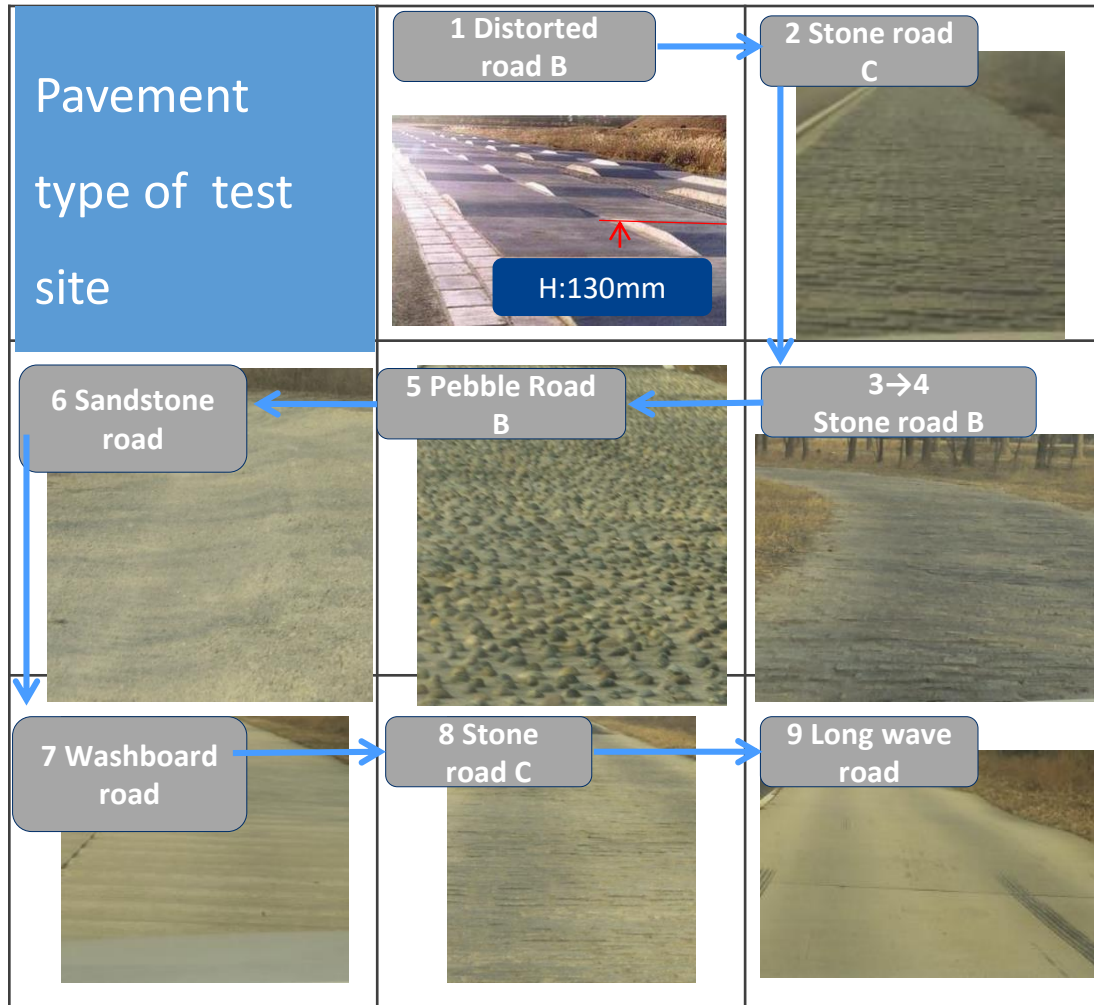 Pavement
type of test
site
1 Distorted
road B
2 Stone road
C
H:130mm
3→4
Stone road B
5 Pebble Road
B
6 Sandstone
road
7 Washboard
road
8 Stone
road C
9 Long wave
road